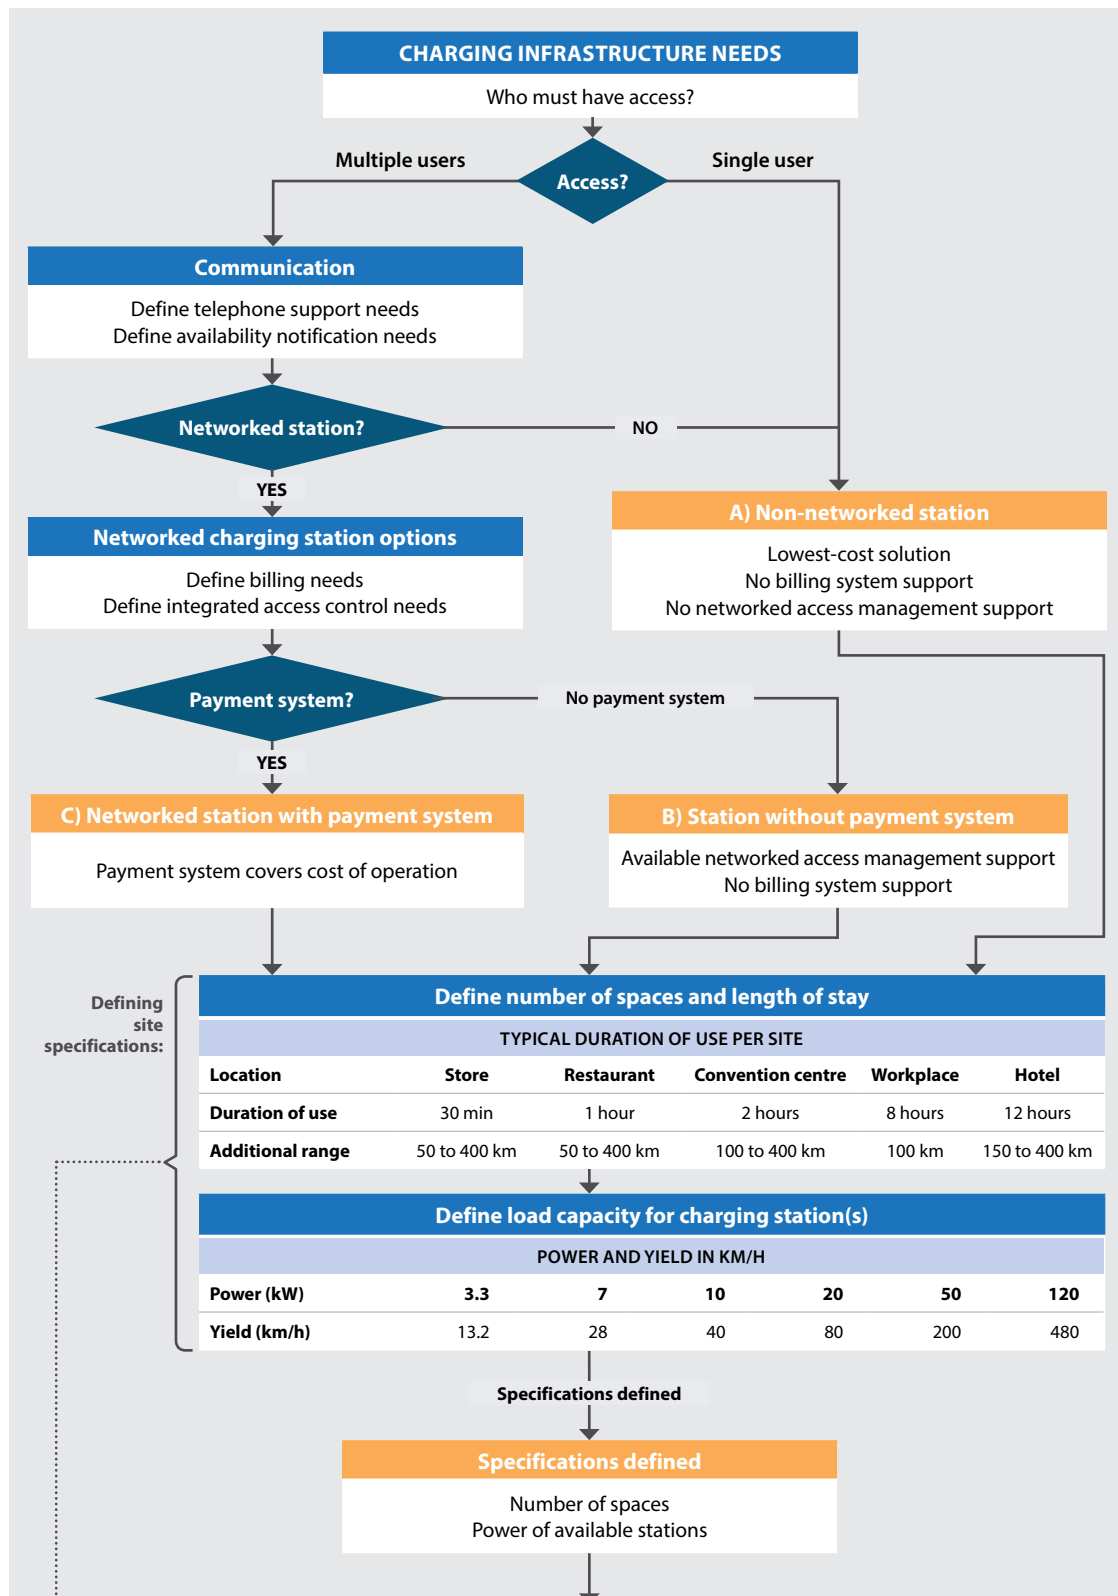 CHARGING INFRASTRUCTURE NEEDS
Who must have access?
Multiple users
Single user
Access?
Communication
Define telephone support needs
Define availability notification needs
Networked station?
NO
YES
A) Non-networked station
Lowest-cost solution
No billing system support
No networked access management support
Networked charging station options
Define billing needs
Define integrated access control needs
Payment system?
No payment system
YES
C) Networked station with payment system
Payment system covers cost of operation
B) Station without payment system
Available networked access management support
No billing system support
Defining
site
specifications:
Define number of spaces and length of stay
TYPICAL DURATION OF USE PER SITE
Location Store Restaurant Convention centre Workplace Hotel
Duration of use 30 min 1 hour 2 hours 8 hours 12 hours
Additional range 50 to 400 km 50 to 400 km 100 to 400 km 100 km 150 to 400 km
Define load capacity for charging station(s)
POWER AND YIELD IN KM/H
Power (kW) 3.3 7 10 20 50 120
Yield (km/h) 13.2 28 40 80 200 480
Specifications defined
Specifications defined
Number of spaces
Power of available stations